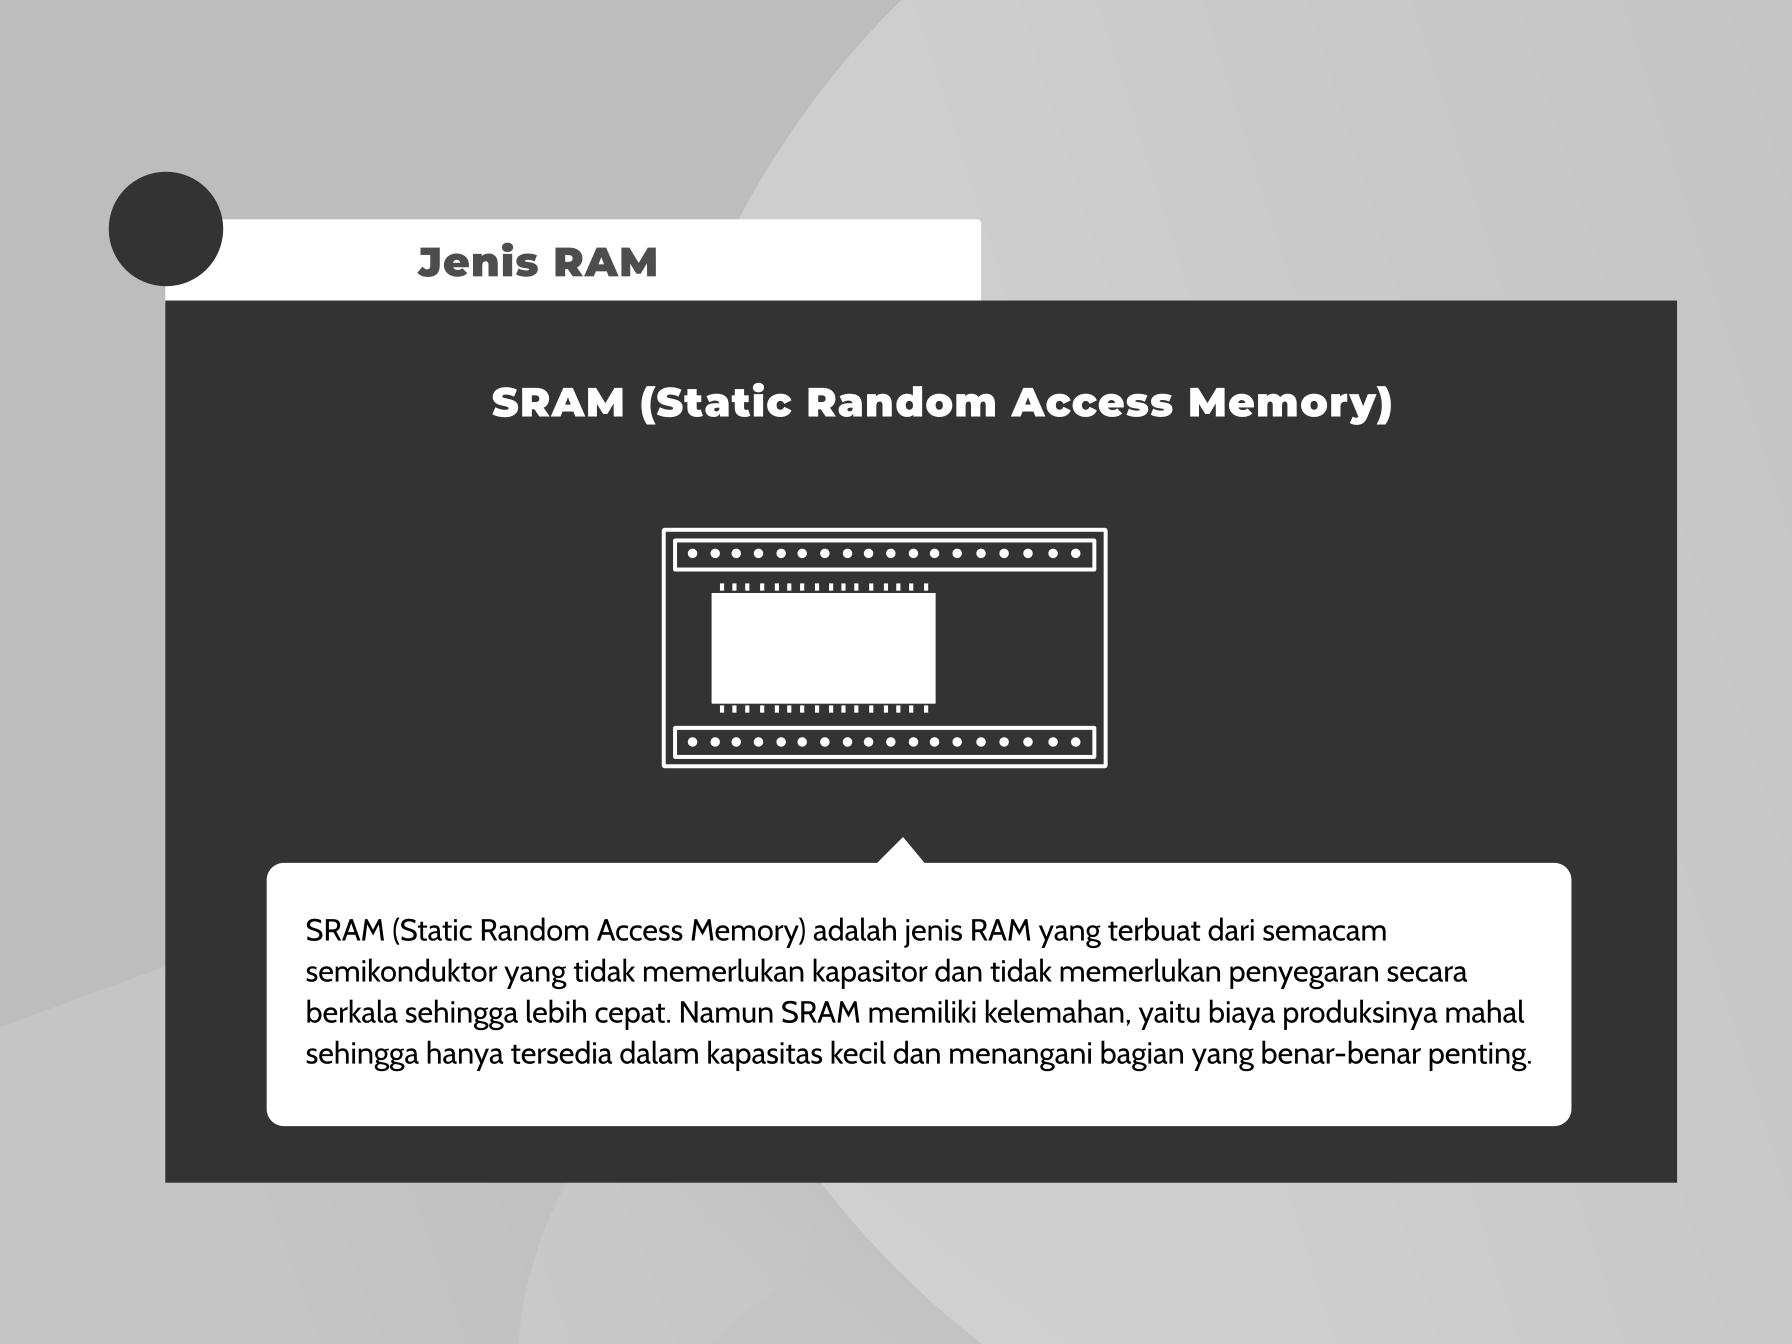 Jenis RAM
SRAM (Static Random Access Memory)
SRAM (Static Random Access Memory) adalah jenis RAM yang terbuat dari semacam
semikonduktor yang tidak memerlukan kapasitor dan tidak memerlukan penyegaran secara
berkala sehingga lebih cepat. Namun SRAM memiliki kelemahan, yaitu biaya produksinya mahal
sehingga hanya tersedia dalam kapasitas kecil dan menangani bagian yang benar-benar penting.